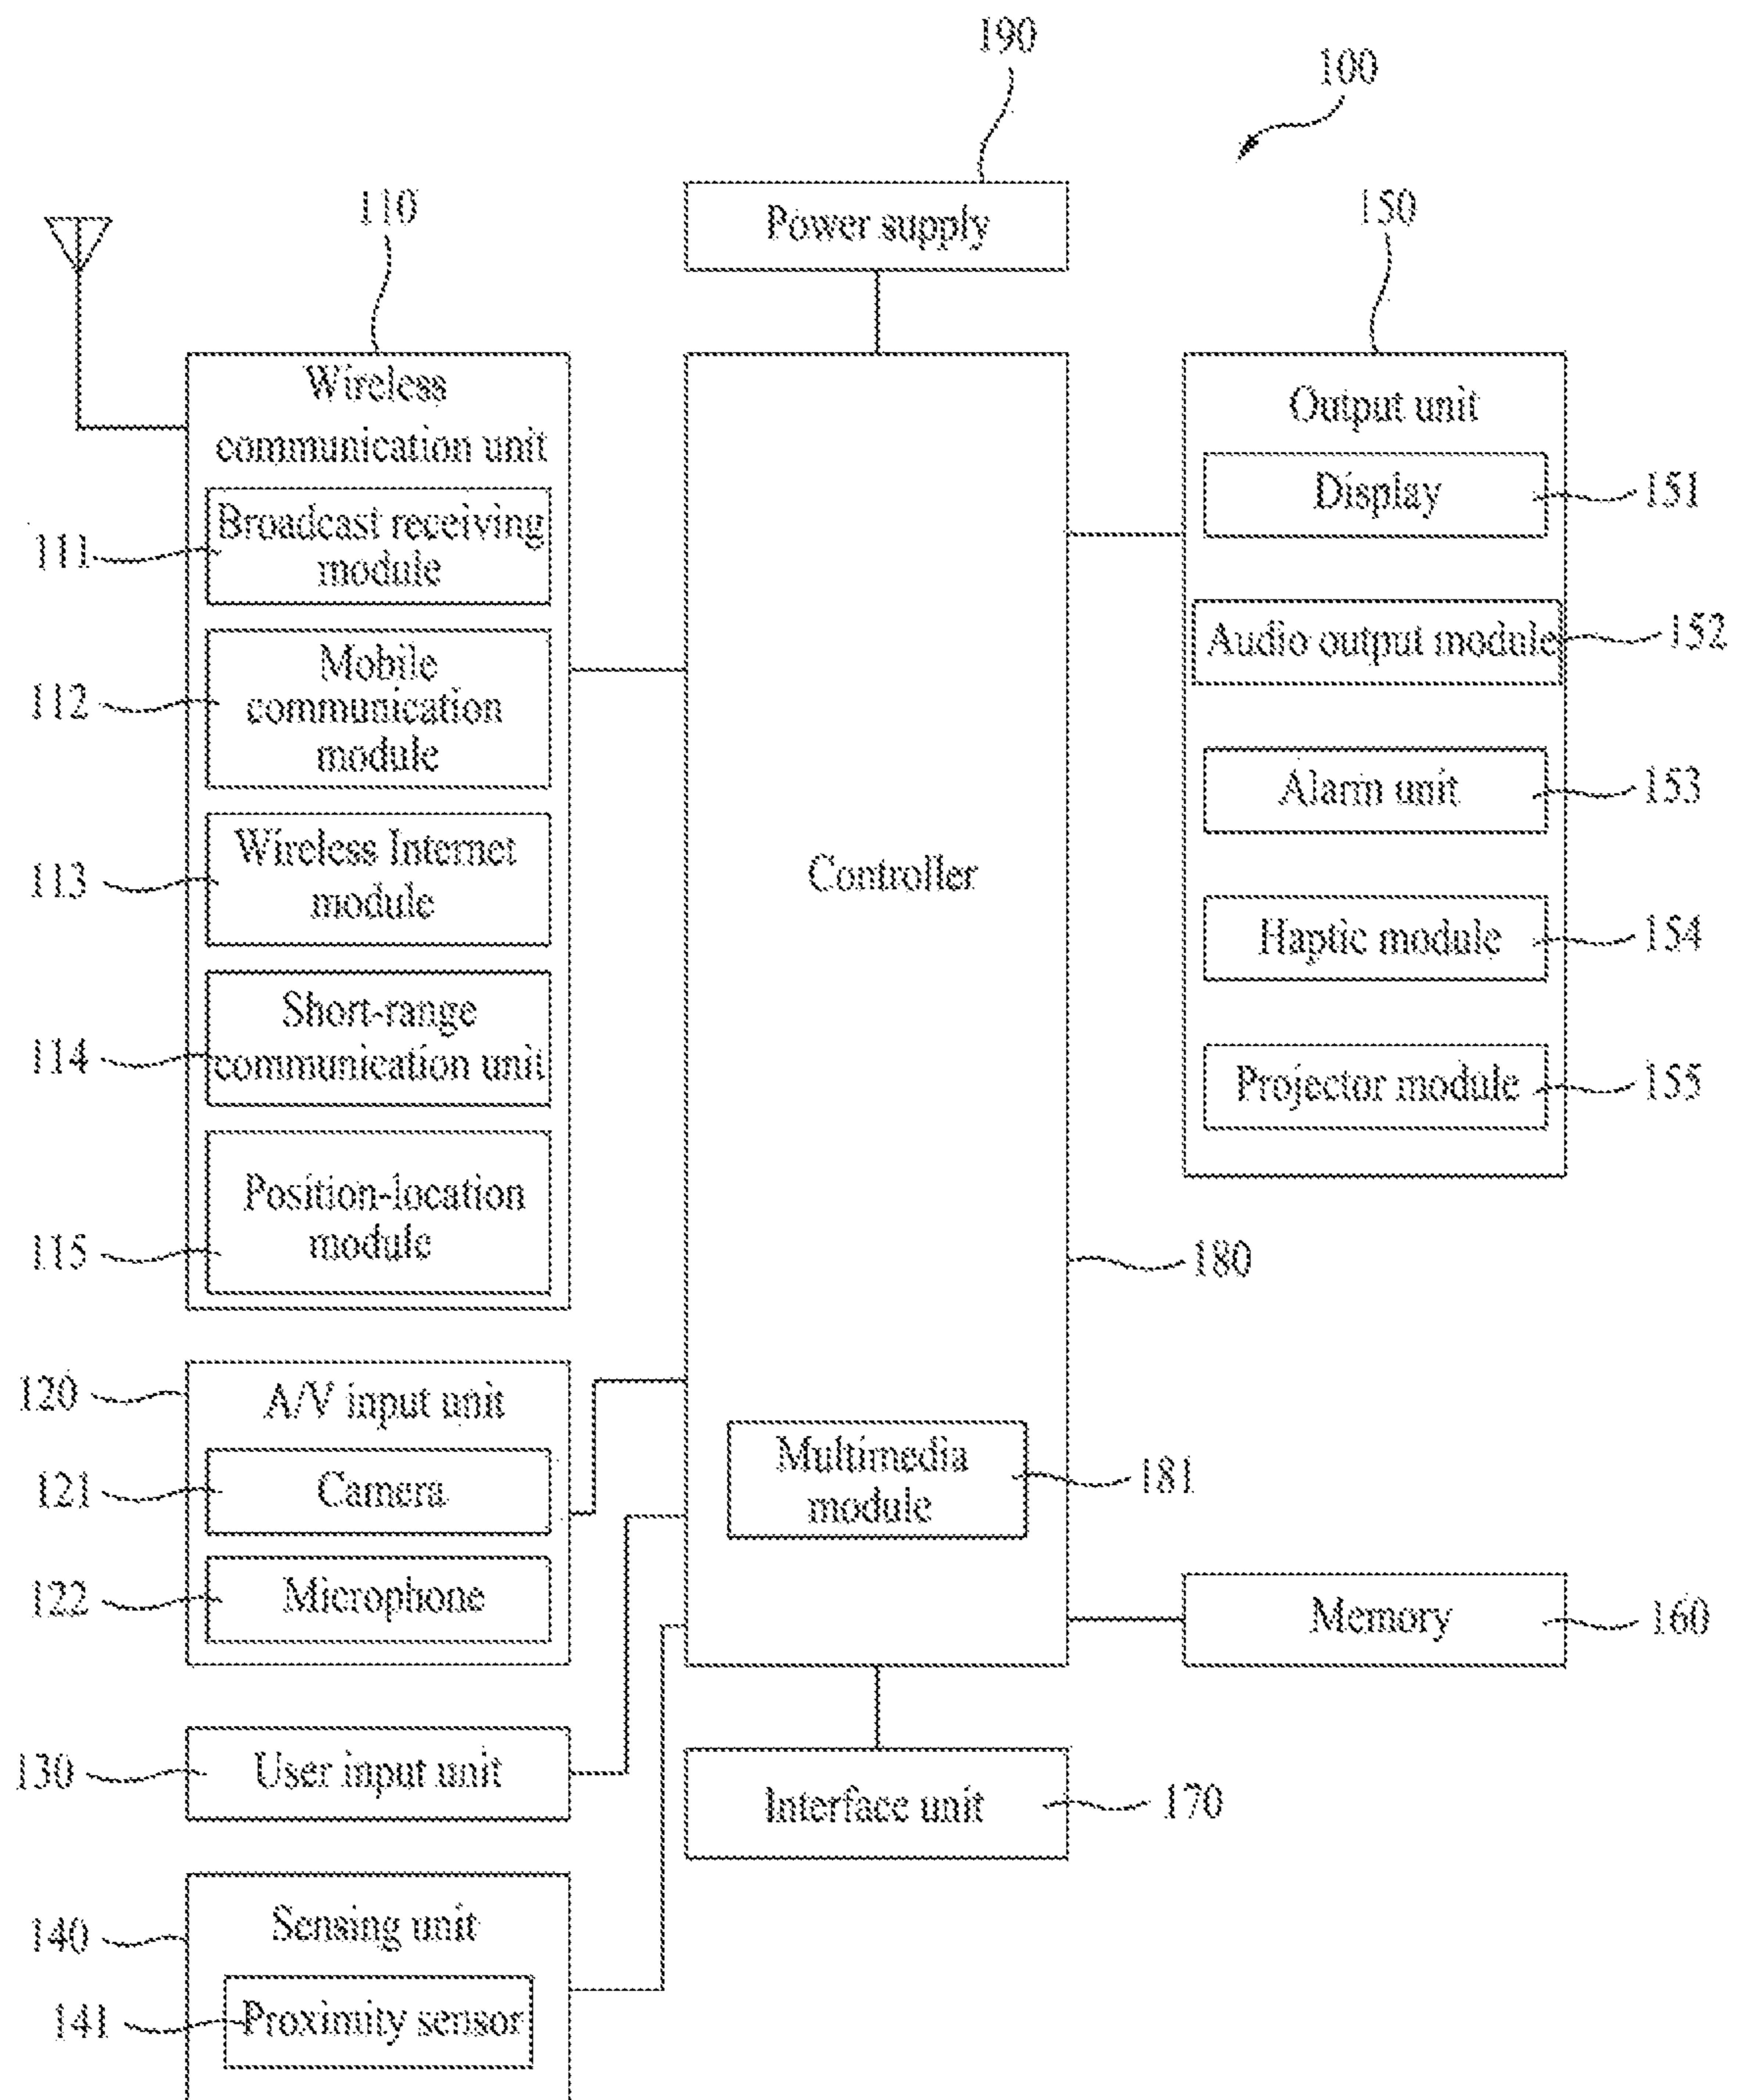 190
100
110
Power supply
150
Wireless
communication unit
Output unit
111
Broadcast receiving
module
Display
151
112
Mobile
communication
module
Audio output module
152
113
Wireless Internet
module
Alarm unit
153
Controller
114
Short-range
communication unit
Haptic module
154
115
Position-location
module
Projector module
155
180
120
A/V input unit
121
Camera
Multimedia
module
181
122
Microphone
Memory
160
130
User input unit
Interface unit
170
140
Sensing unit
141
Proximity sensor